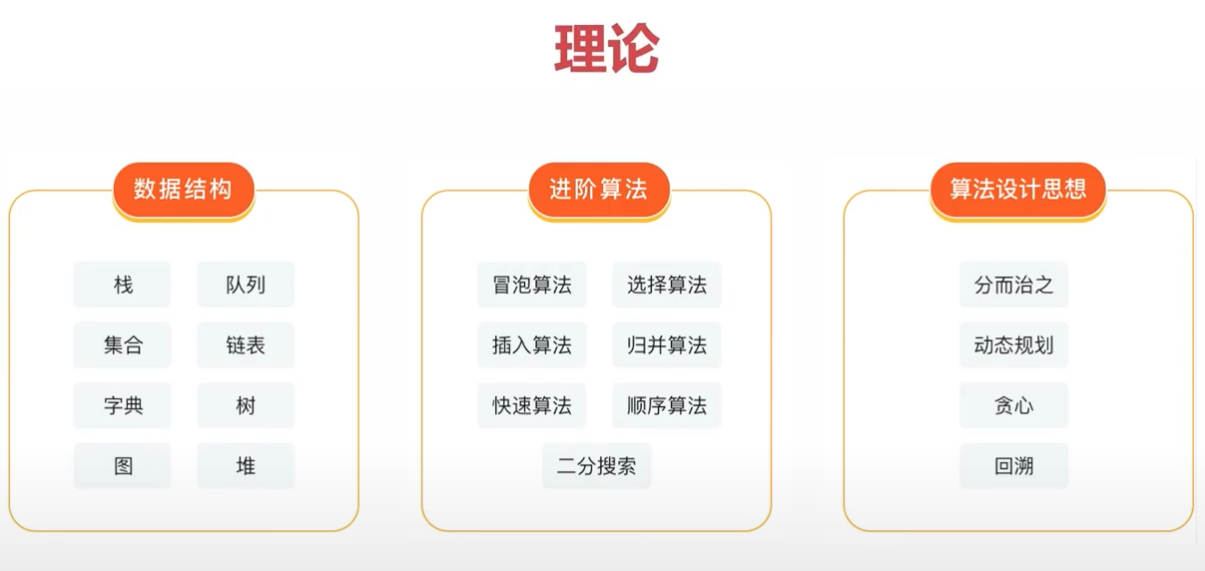 理论
数据结构
栈 队列
集合 链表
字典 树
图 堆
进阶算法
冒泡算法 选择算法
插入算法 归并算法
快速算法 顺序算法
二分搜索
算法设计思想
分而治之
动态规划
贪心
回溯